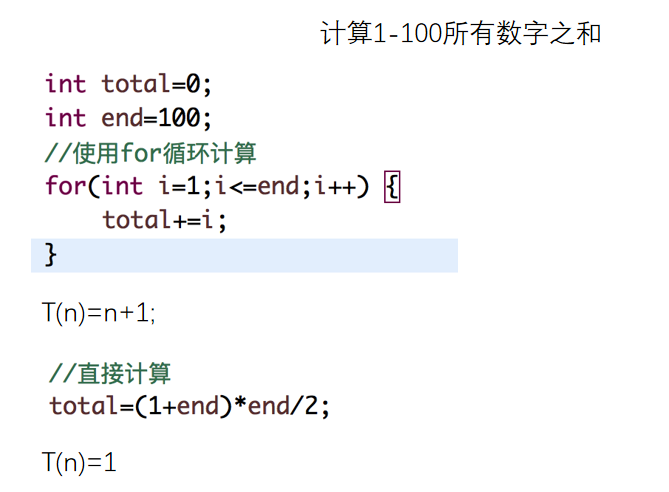 计算1-100所有数字之和
int total=0;
int end=100;
//使用for循环计算
for(int i=1;i<=end;i++) {
    total+=i;
}
T(n)=n+1;
//直接计算
total=(1+end)*end/2;
T(n)=1